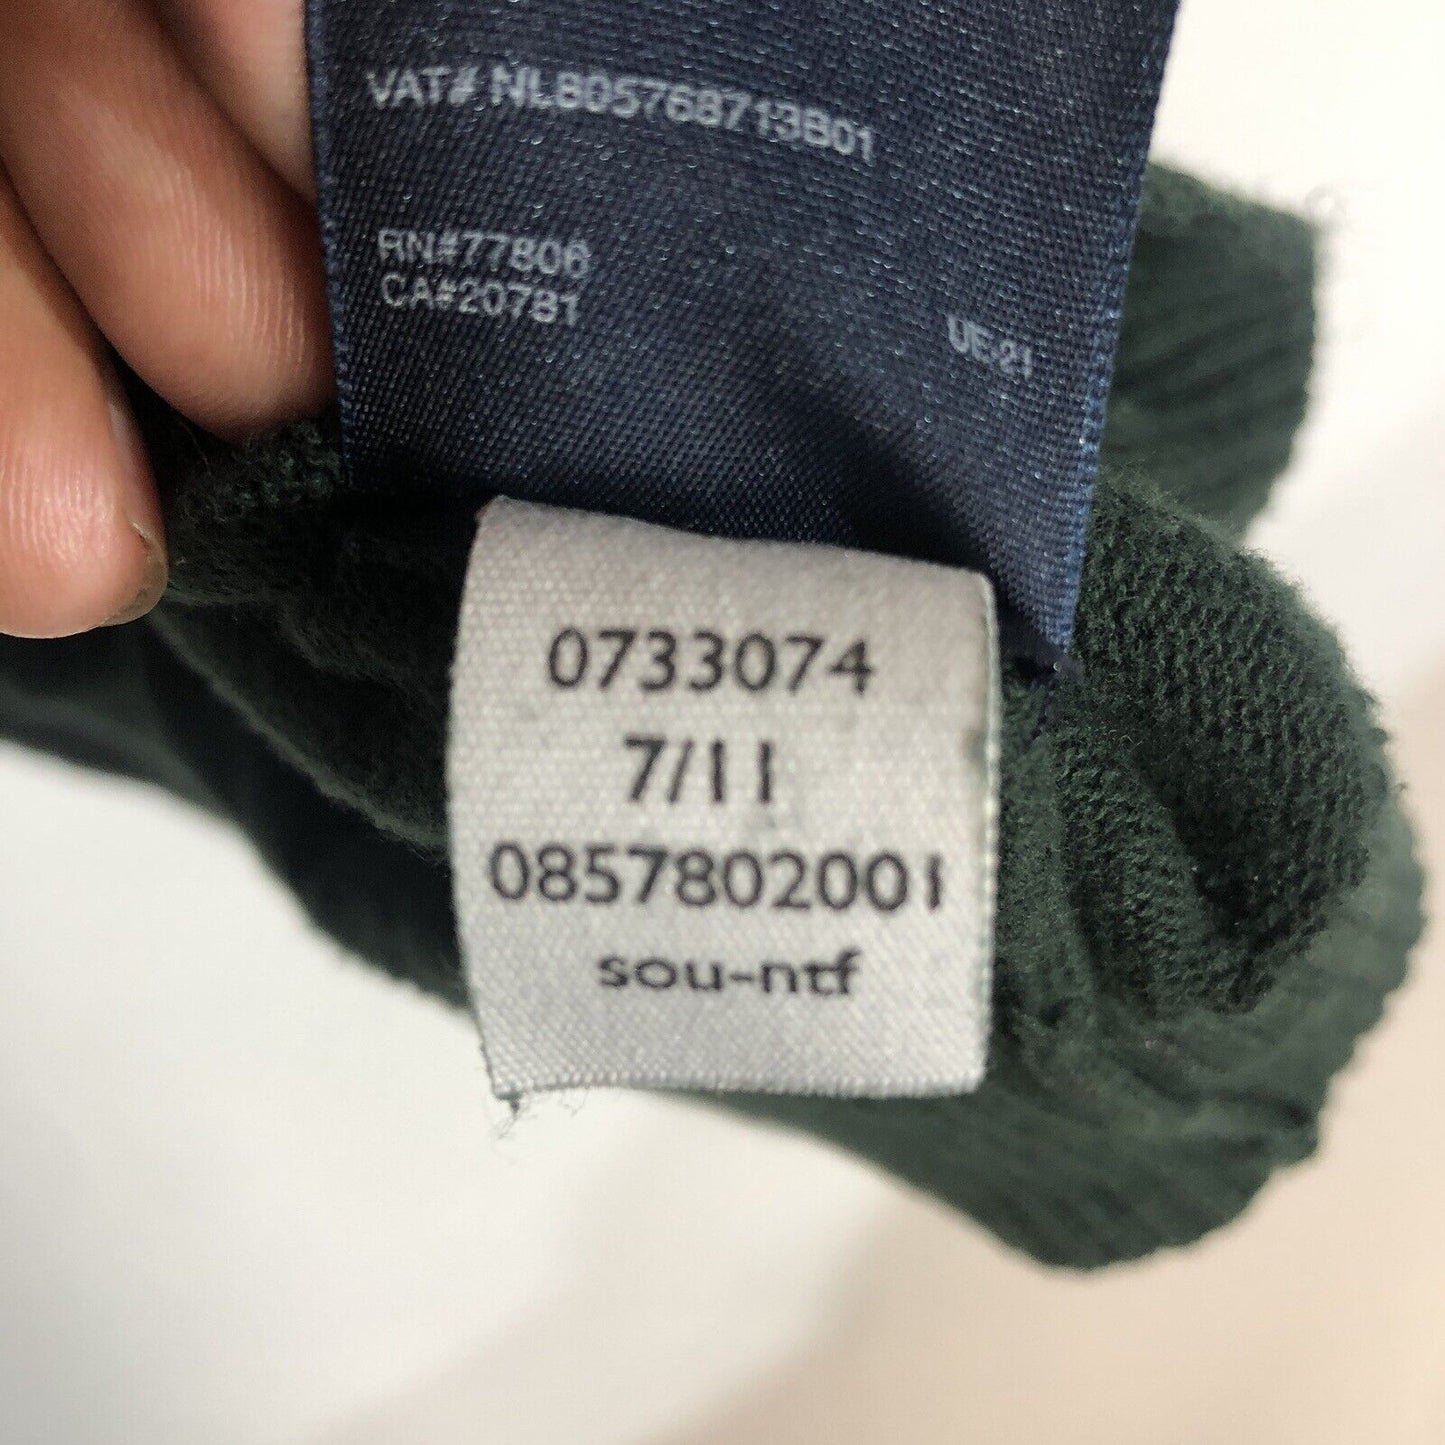 VAT# NL805768713B01
RN#77806
CA#20781
UE-21
0733074
7/11
0857802001
sou-ntf